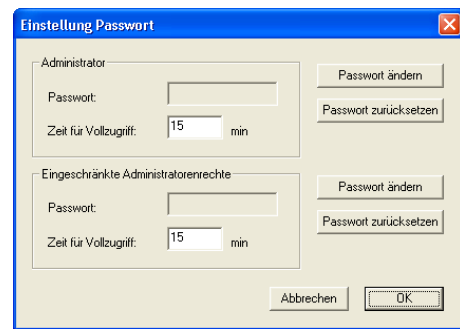 Einstellung Passwort
Administrator
Passwort:
Zeit für Vollzugriff: 15 min
Passwort ändern
Passwort zurücksetzen
Eingeschränkte Administratorenrechte
Passwort:
Zeit für Vollzugriff: 15 min
Passwort ändern
Passwort zurücksetzen
Abbrechen OK